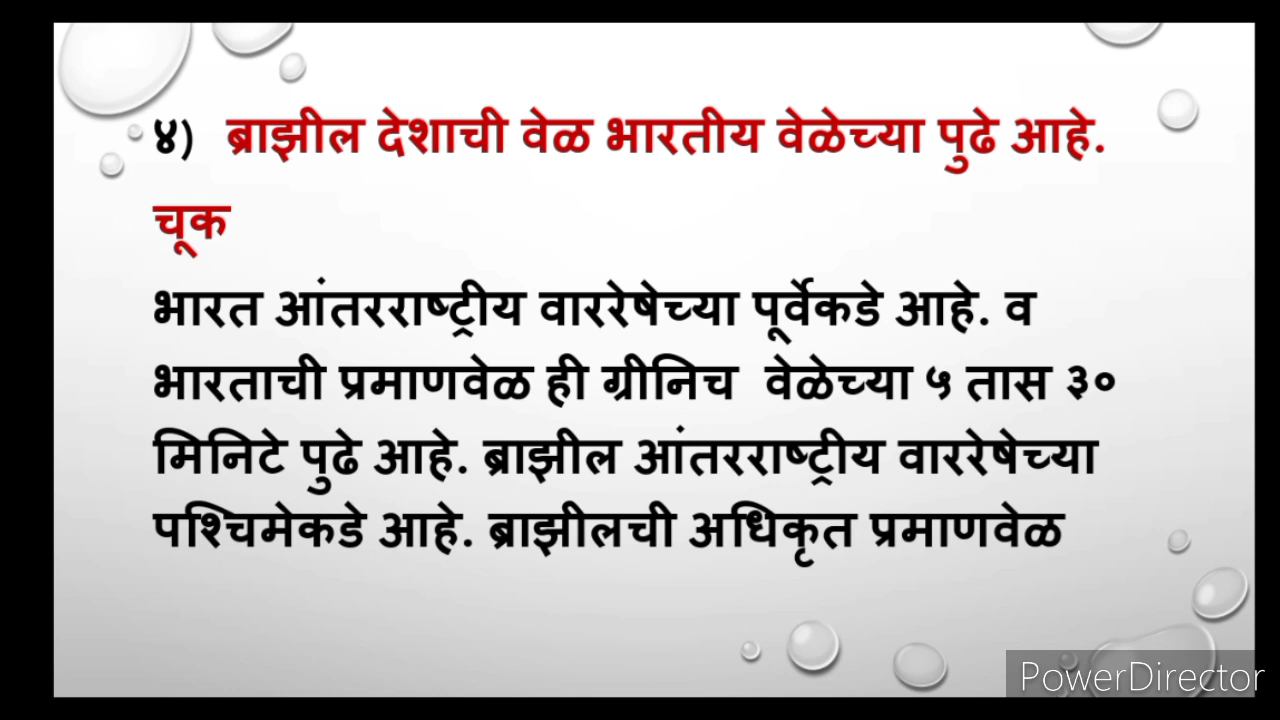 ४) ब्राझील देशाची वेळ भारतीय वेळेच्या पुढे आहे.
चूक
भारत आंतरराष्ट्रीय वाररेषेच्या पूर्वेकडे आहे. व
भारताची प्रमाणवेळ ही ग्रीनिच वेळेच्या ५ तास ३०
मिनिटे पुढे आहे. ब्राझील आंतरराष्ट्रीय वाररेषेच्या
पश्चिमेकडे आहे. ब्राझीलची अधिकृत प्रमाणवेळ
PowerDirector